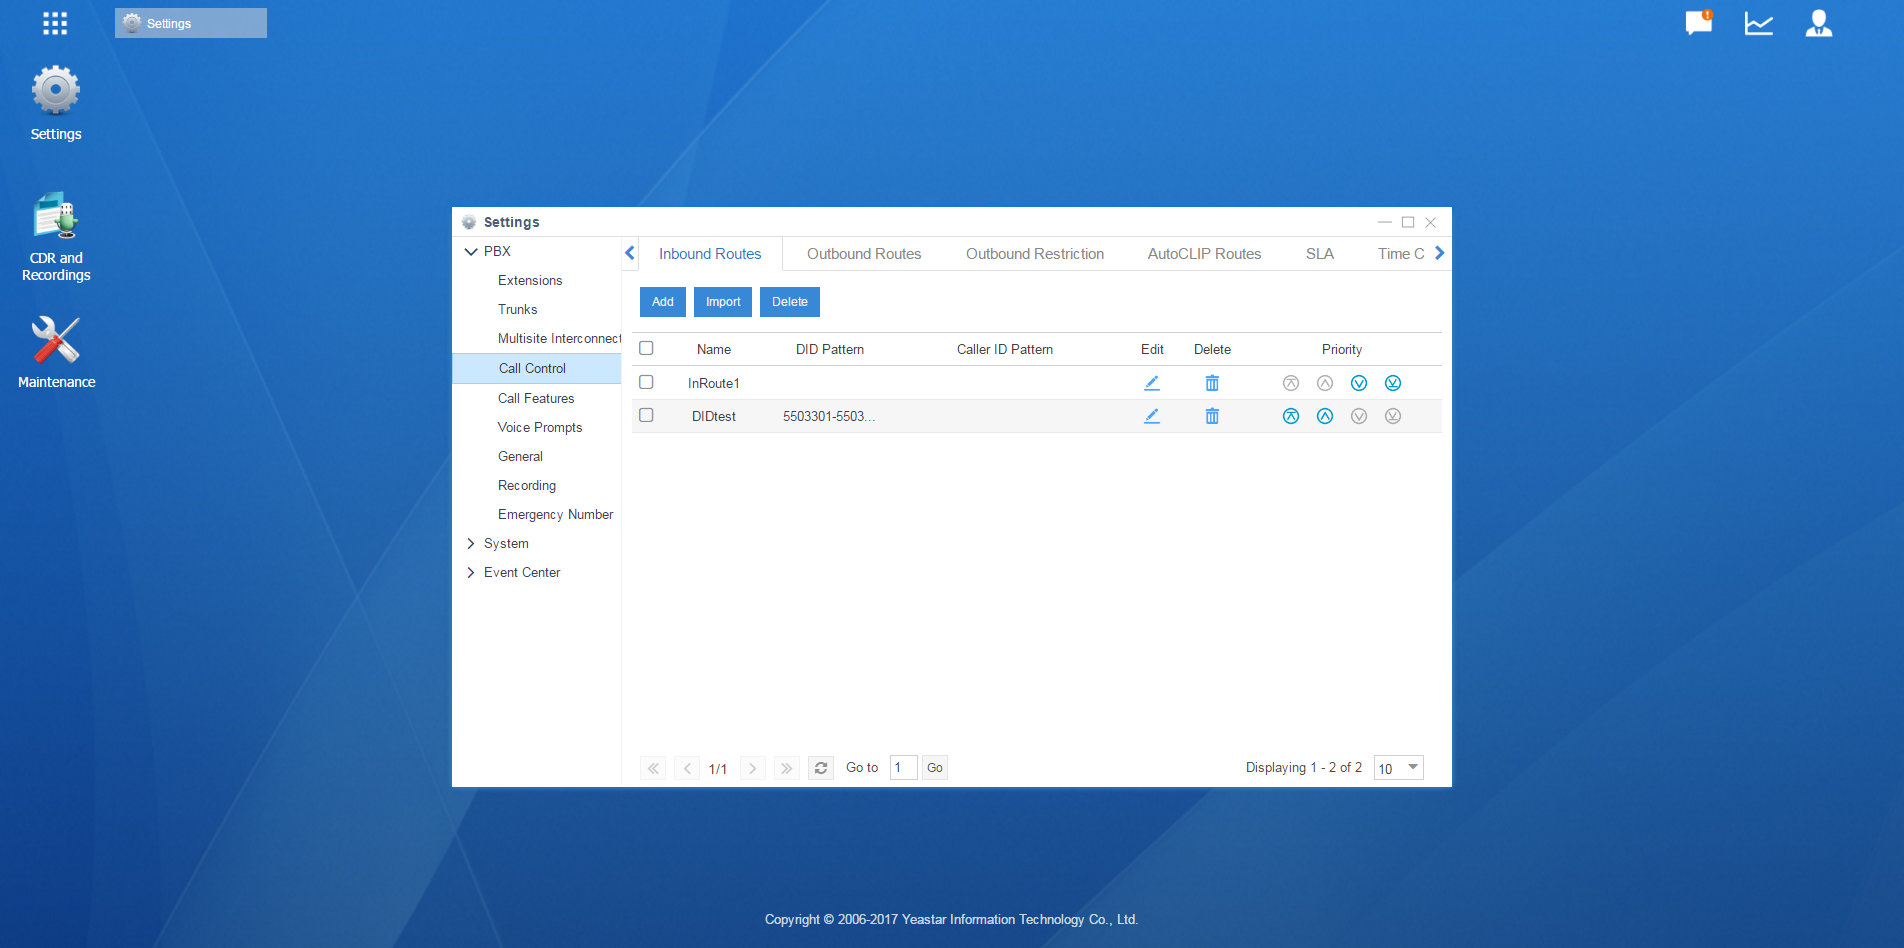 Settings
Settings
CDR and
Recordings
Maintenance
Settings
PBX
Extensions
Trunks
Multisite Interconnect
Call Control
Call Features
Voice Prompts
General
Recording
Emergency Number
System
Event Center
Inbound Routes Outbound Routes Outbound Restriction AutoCLIP Routes SLA Time C
Add Import Delete
Name DID Pattern Caller ID Pattern Edit Delete Priority
InRoute1
DIDtest 5503301-5503...
1/1 Go to 1 Go Displaying 1 - 2 of 2 10
Copyright © 2006-2017 Yeastar Information Technology Co., Ltd.